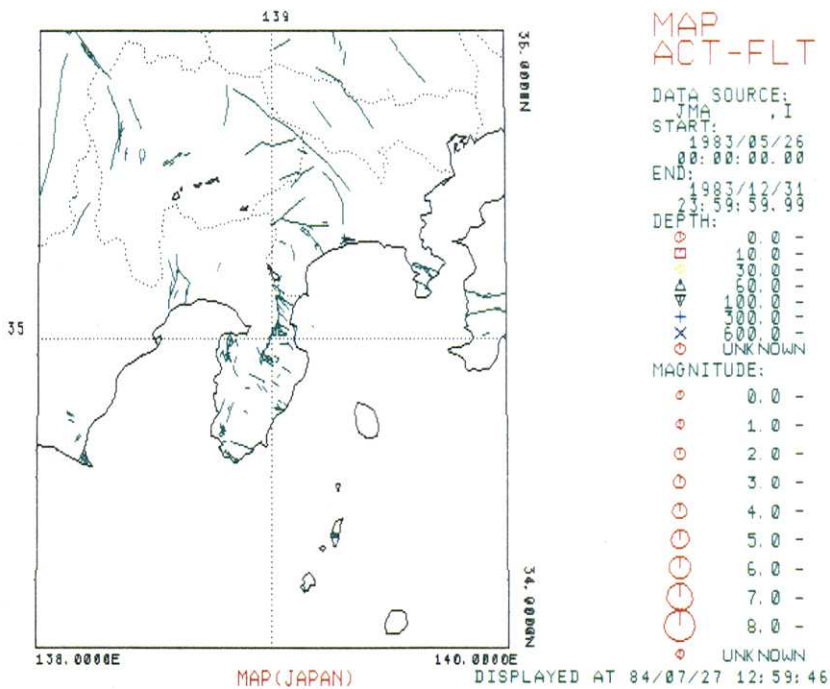 139
36.0000N
35
34.0000N
138.0000E
140.0000E
MAP(JAPAN)
MAP
ACT-FLT
DATA SOURCE:
JMA ,I
START:
1983/05/26
00:00:00.00
END:
1983/12/31
23:59:59.99
DEPTH:
0.0 -
10.0 -
30.0 -
60.0 -
100.0 -
300.0 -
600.0 -
UNKNOWN
MAGNITUDE:
0.0 -
1.0 -
2.0 -
3.0 -
4.0 -
5.0 -
6.0 -
7.0 -
8.0 -
UNKNOWN
DISPLAYED AT 84/07/27 12:59:46